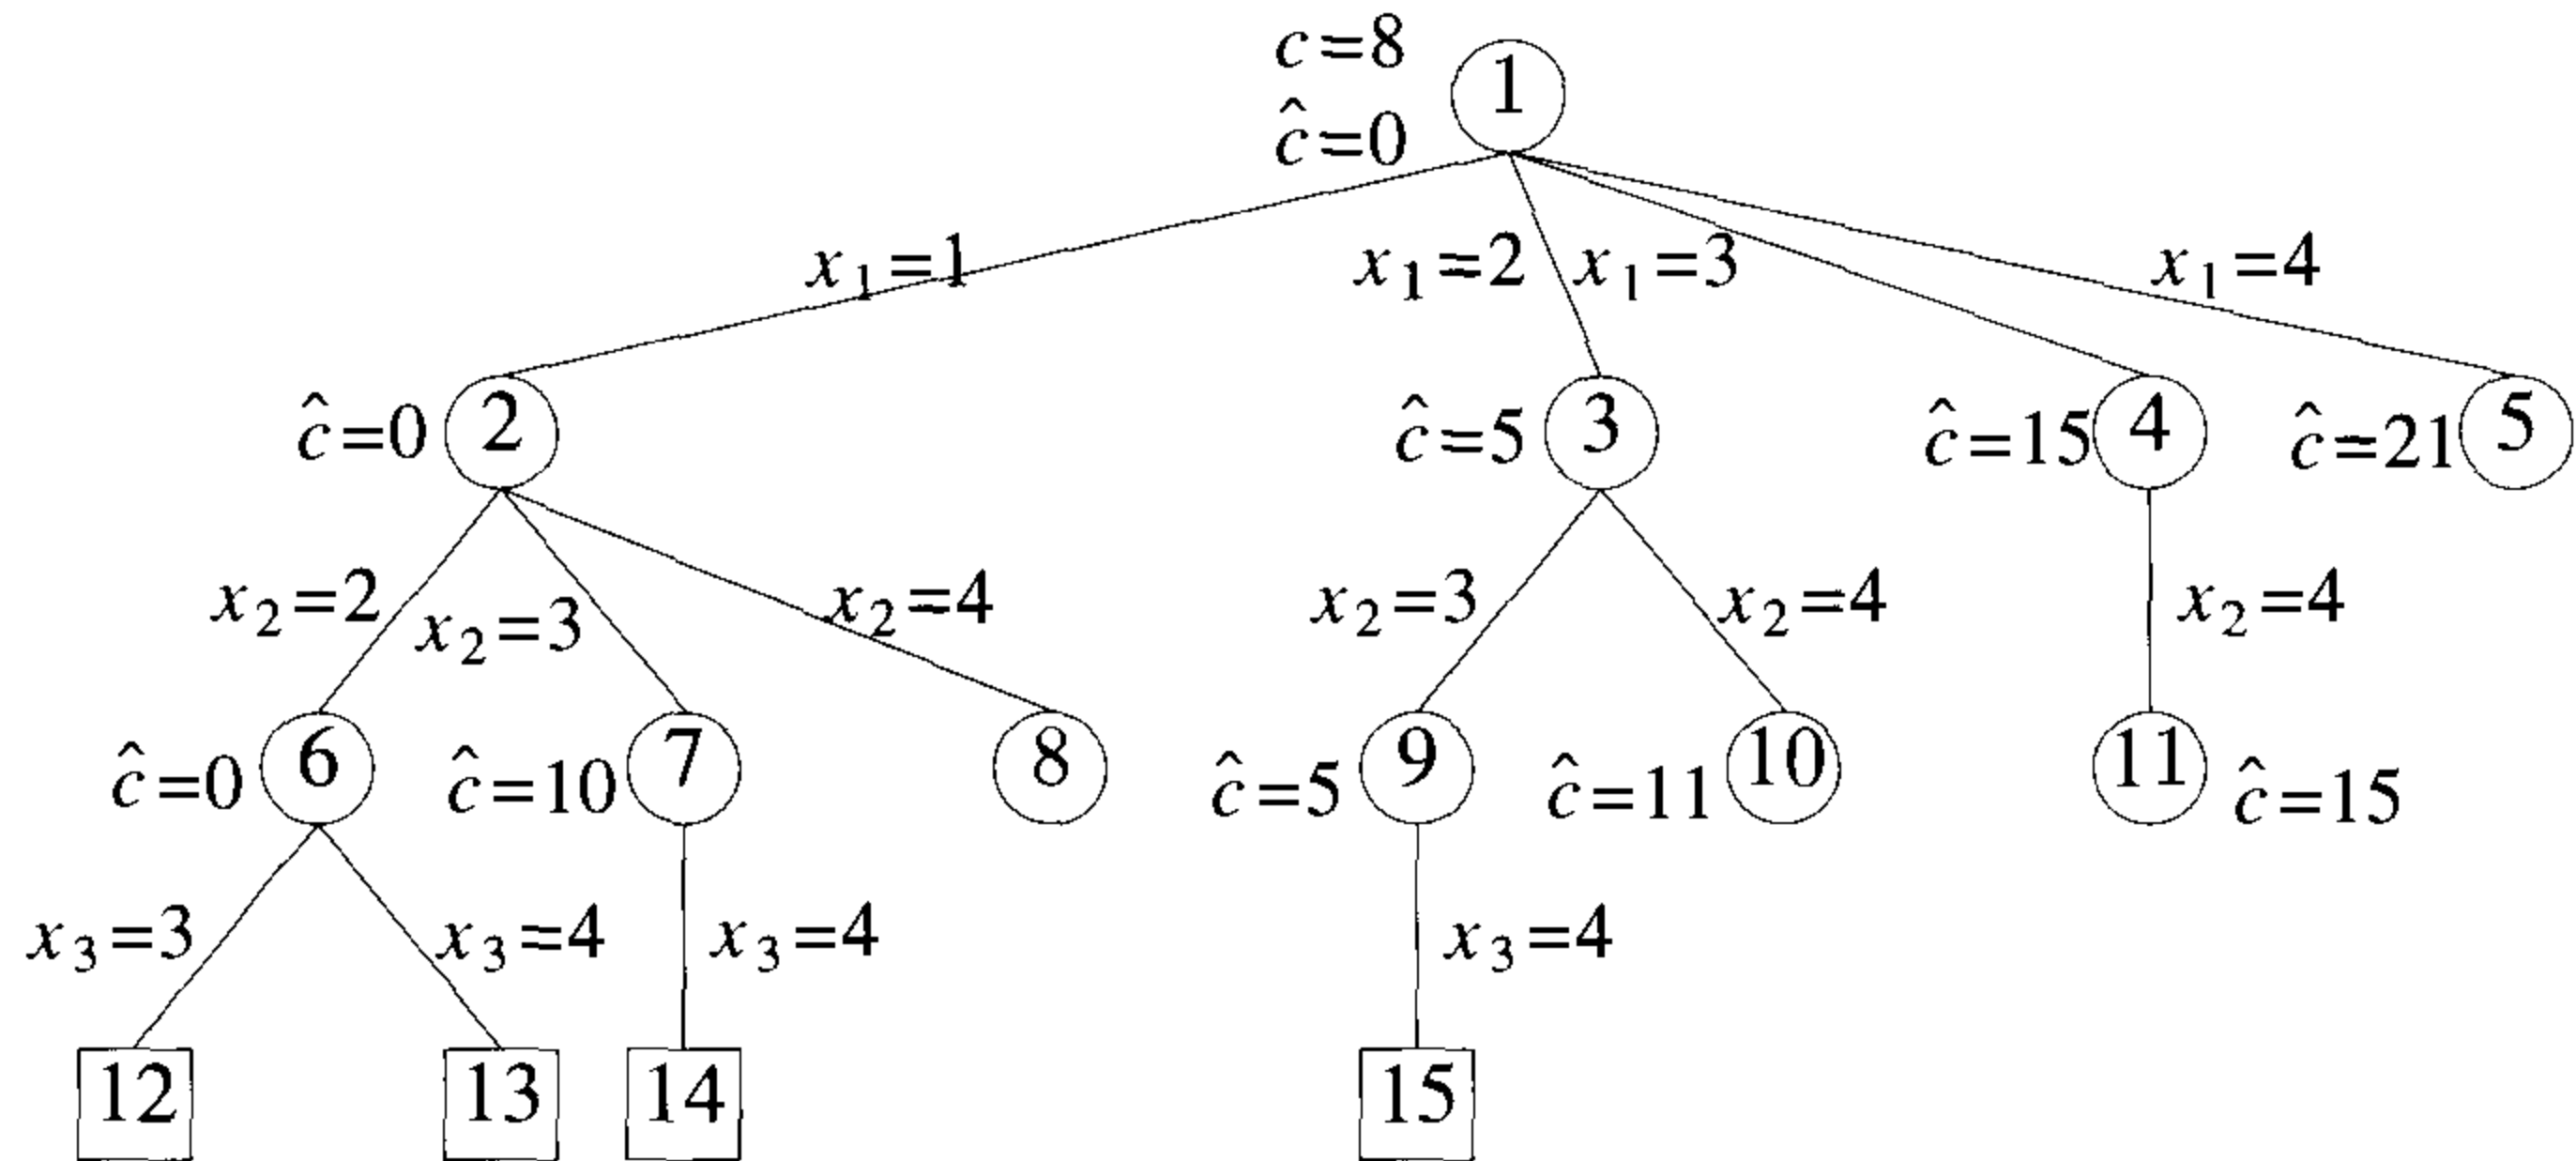 c=8
1
ĉ=0
x₁=1 x₁=2 x₁=3 x₁=4
ĉ=0 2 ĉ=5 3 ĉ=15 4 ĉ=21 5
x₂=2 x₂=3 x₂=4 x₂=3 x₂=4 x₂=4
ĉ=0 6 ĉ=10 7 8 ĉ=5 9 ĉ=11 10 11 ĉ=15
x₃=3 x₃=4 x₃=4 x₃=4
12 13 14 15